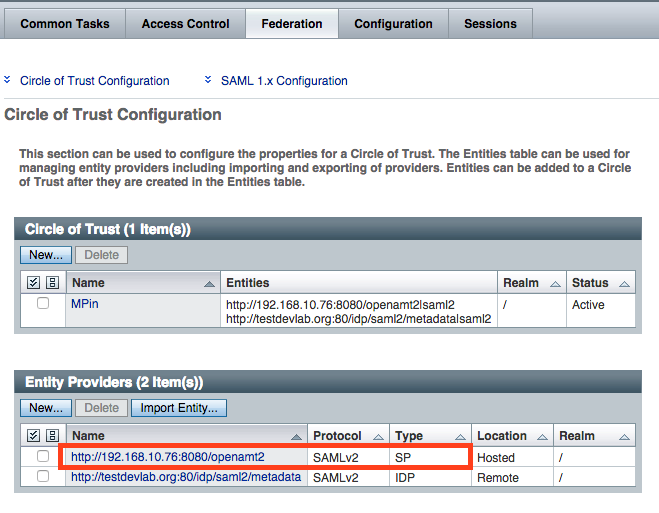 Common Tasks Access Control Federation Configuration Sessions
Circle of Trust Configuration SAML 1.x Configuration
Circle of Trust Configuration
This section can be used to configure the properties for a Circle of Trust. The Entities table can be used for
managing entity providers including importing and exporting of providers. Entities can be added to a Circle
of Trust after they are created in the Entities table.
Circle of Trust (1 Item(s))
New... Delete
Name Entities Realm Status
MPin http://192.168.10.76:8080/openamt2|saml2 / Active
http://testdevlab.org:80/idp/saml2/metadata|saml2
Entity Providers (2 Item(s))
New... Delete Import Entity...
Name Protocol Type Location Realm
http://192.168.10.76:8080/openamt2 SAMLv2 SP Hosted /
http://testdevlab.org:80/idp/saml2/metadata SAMLv2 IDP Remote /